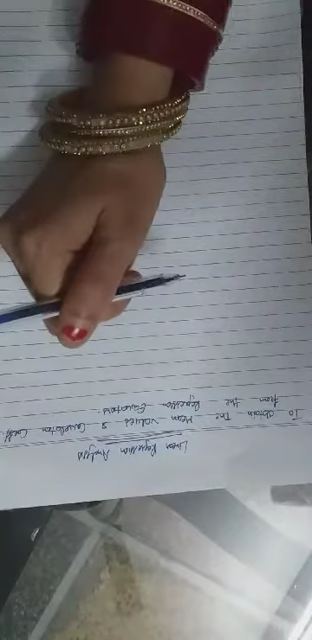 Linear Regression Analysis
To obtain The Mean Values & Correlation Coeff.
from the Regression Equations.